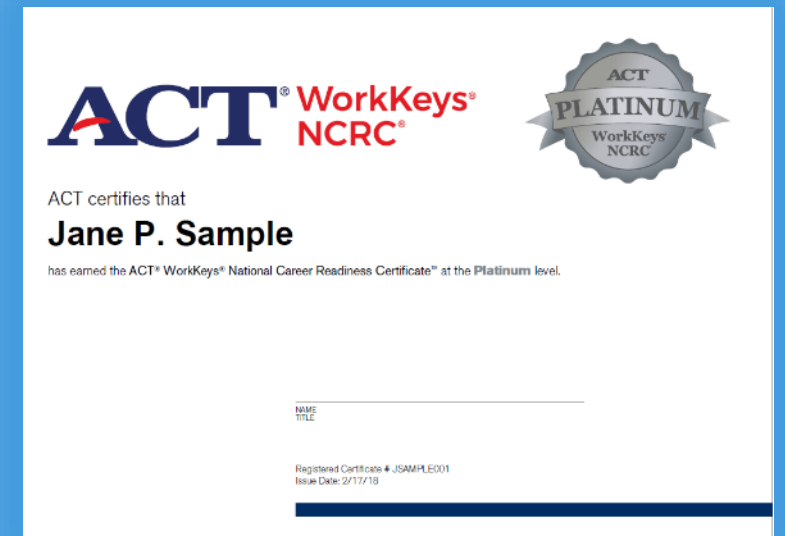 ACT® WorkKeys®
NCRC®
ACT
PLATINUM
WorkKeys
NCRC
ACT certifies that
Jane P. Sample
has earned the ACT® WorkKeys® National Career Readiness Certificate™ at the Platinum level.
NAME
TITLE
Registered Certificate # JSAMPLE001
Issue Date: 2/17/18